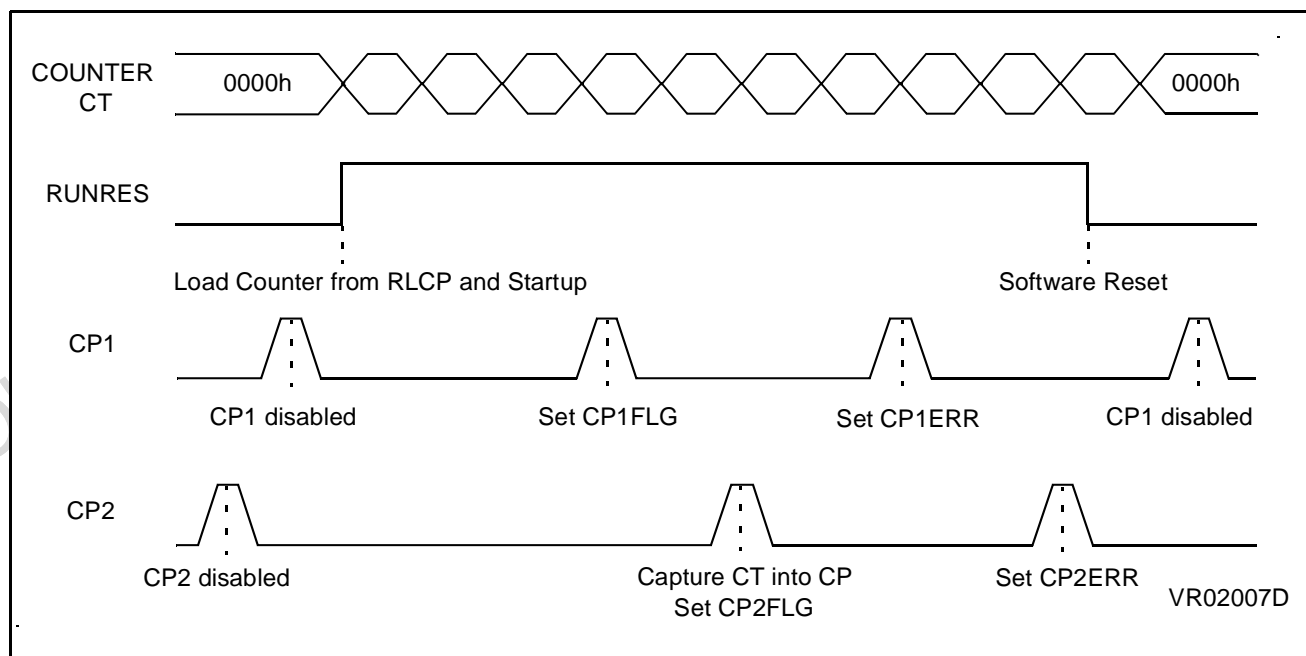 COUNTER
CT
0000h
0000h
RUNRES
Load Counter from RLCP and Startup
Software Reset
CP1
CP1 disabled
Set CP1FLG
Set CP1ERR
CP1 disabled
CP2
CP2 disabled
Capture CT into CP
Set CP2FLG
Set CP2ERR
VR02007D